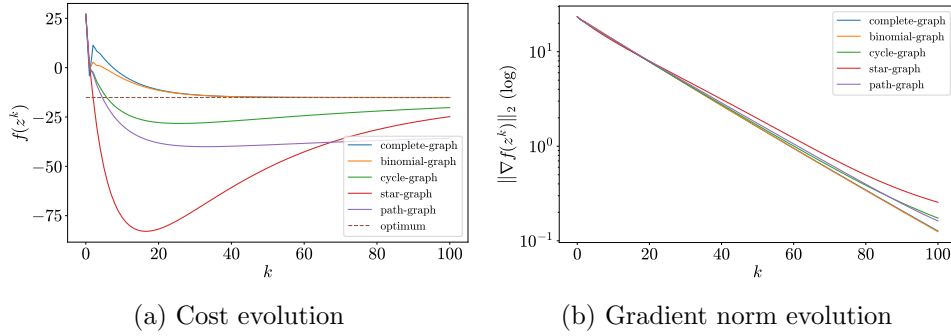 25
0
−25
−50
−75
f(z^k)
0
20
40
60
80
100
k
complete-graph
binomial-graph
cycle-graph
star-graph
path-graph
optimum
(a) Cost evolution
10^1
10^0
10^−1
||∇f(z^k)||_2 (log)
0
20
40
60
80
100
k
complete-graph
binomial-graph
cycle-graph
star-graph
path-graph
(b) Gradient norm evolution